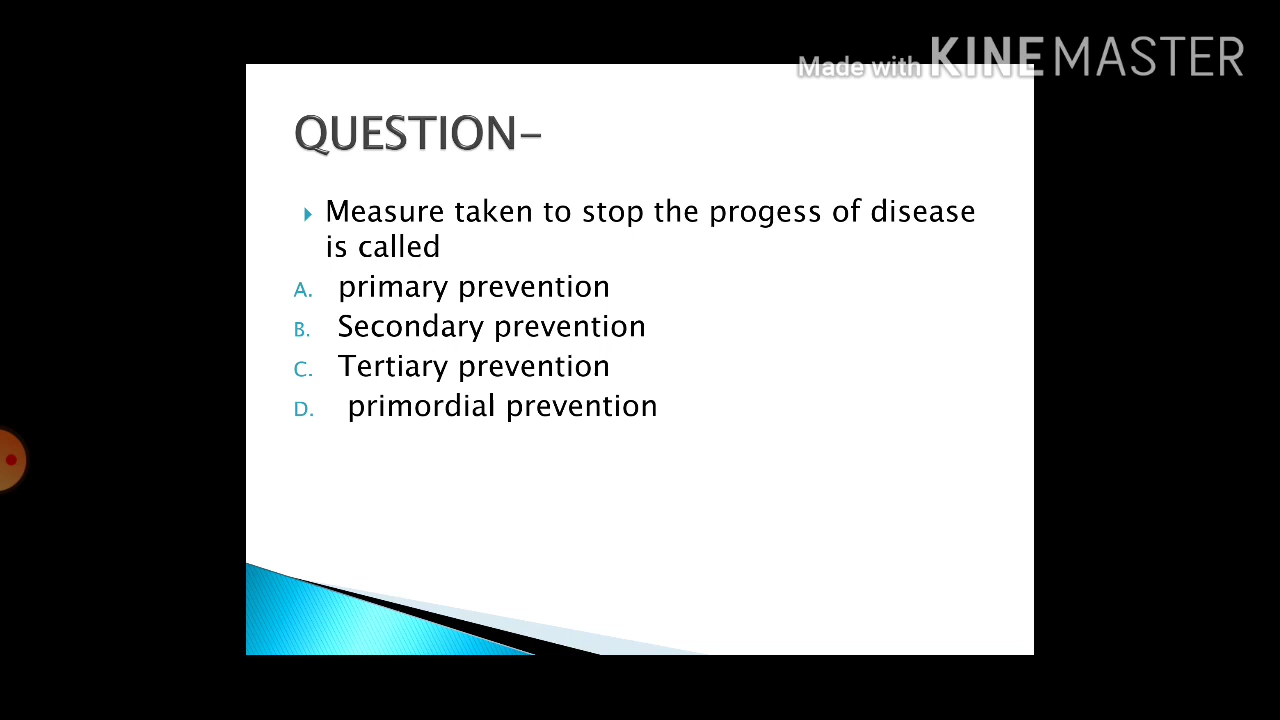 Made with KINEMASTER
QUESTION-
Measure taken to stop the progess of disease
is called
A. primary prevention
B. Secondary prevention
C. Tertiary prevention
D. primordial prevention